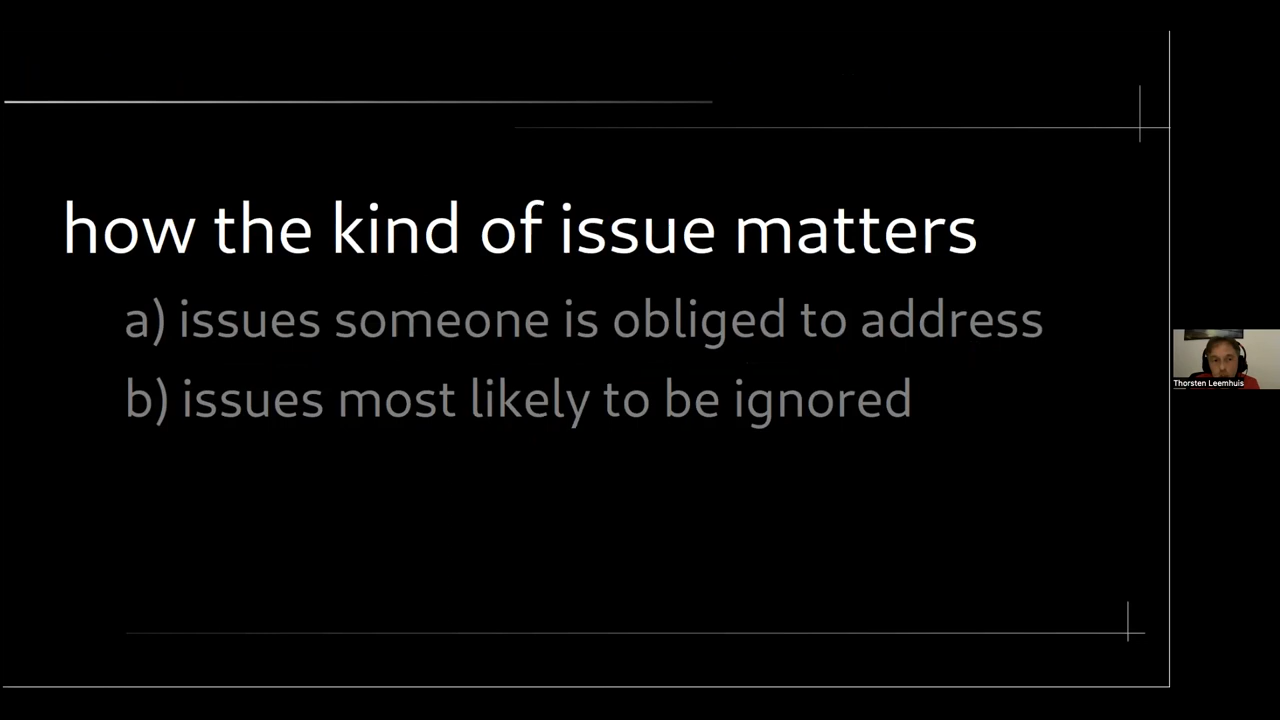 how the kind of issue matters
a) issues someone is obliged to address
b) issues most likely to be ignored
Thorsten Leemhuis